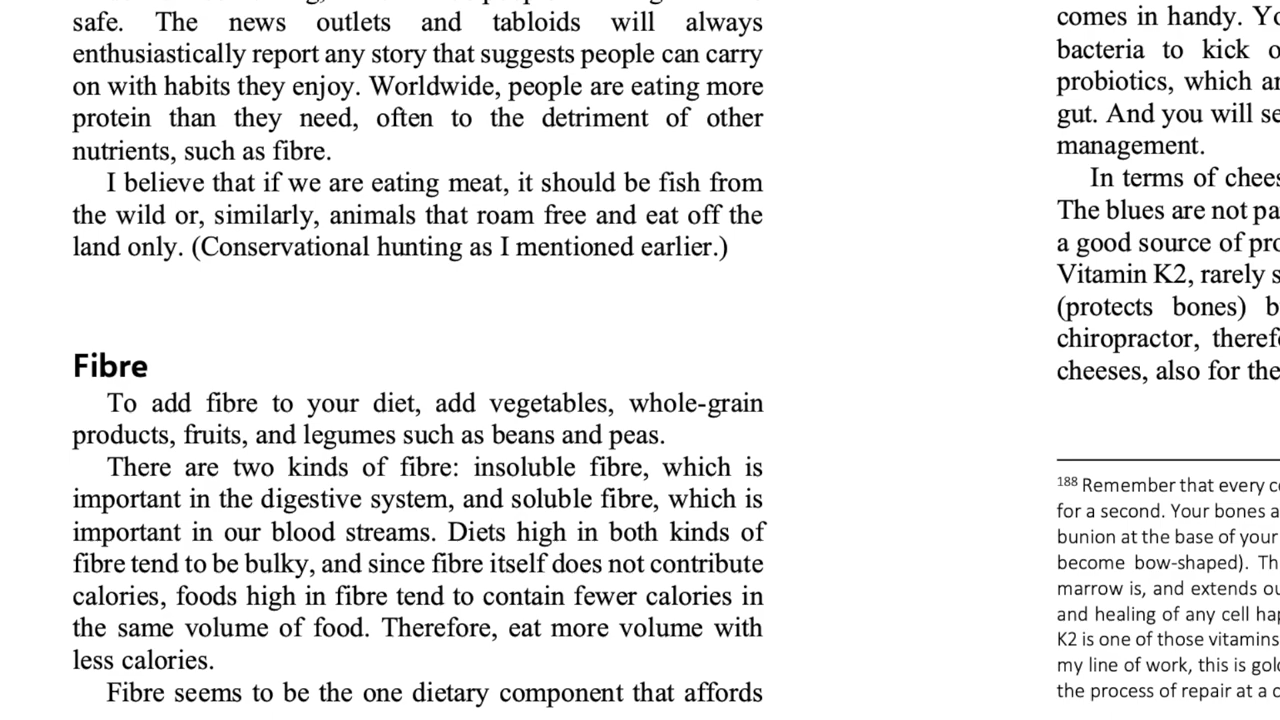 safe. The news outlets and tabloids will always
enthusiastically report any story that suggests people can carry
on with habits they enjoy. Worldwide, people are eating more
protein than they need, often to the detriment of other
nutrients, such as fibre.
I believe that if we are eating meat, it should be fish from
the wild or, similarly, animals that roam free and eat off the
land only. (Conservational hunting as I mentioned earlier.)
Fibre
To add fibre to your diet, add vegetables, whole-grain
products, fruits, and legumes such as beans and peas.
There are two kinds of fibre: insoluble fibre, which is
important in the digestive system, and soluble fibre, which is
important in our blood streams. Diets high in both kinds of
fibre tend to be bulky, and since fibre itself does not contribute
calories, foods high in fibre tend to contain fewer calories in
the same volume of food. Therefore, eat more volume with
less calories.
Fibre seems to be the one dietary component that affords
comes in handy.
bacteria to kick
probiotics, which
gut. And you will
management.
In terms of
The blues are not
a good source of
Vitamin K2, rarely
(protects bones)
chiropractor,
cheeses, also for the
188 Remember that every
for a second. Your bones
bunion at the base of your
become bow-shaped).
marrow is, and extends
and healing of any cell
K2 is one of those vitamins
my line of work, this is
the process of repair at a